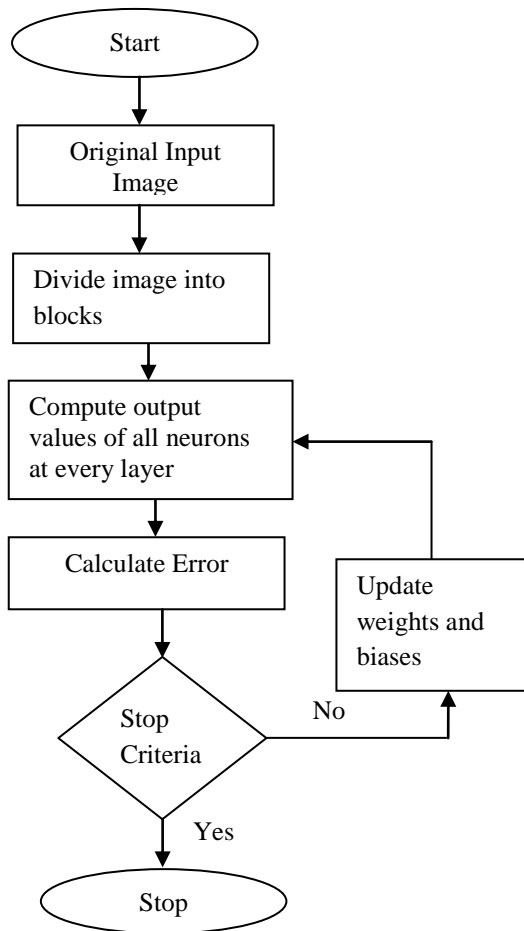 Start
Original Input
Image
Divide image into
blocks
Compute output
values of all neurons
at every layer
Calculate Error
Update
weights and
biases
No
Stop
Criteria
Yes
Stop